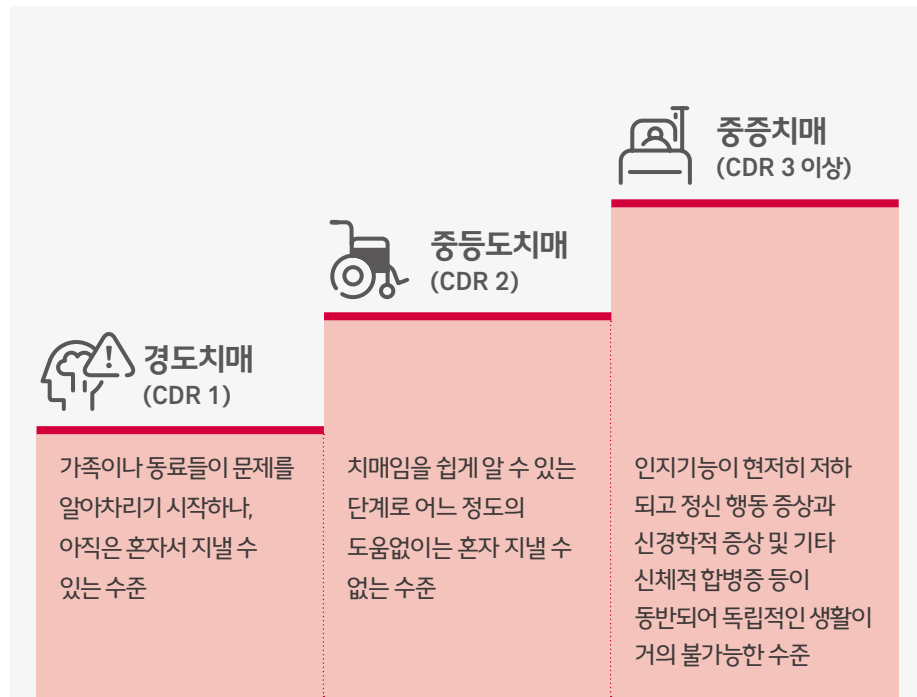 경도치매
(CDR 1)
가족이나 동료들이 문제를
알아차리기 시작하나,
아직은 혼자서 지낼 수
있는 수준
중등도치매
(CDR 2)
치매임을 쉽게 알 수 있는
단계로 어느 정도의
도움없이는 혼자 지낼 수
없는 수준
중증치매
(CDR 3 이상)
인지기능이 현저히 저하
되고 정신 행동 증상과
신경학적 증상 및 기타
신체적 합병증 등이
동반되어 독립적인 생활이
거의 불가능한 수준